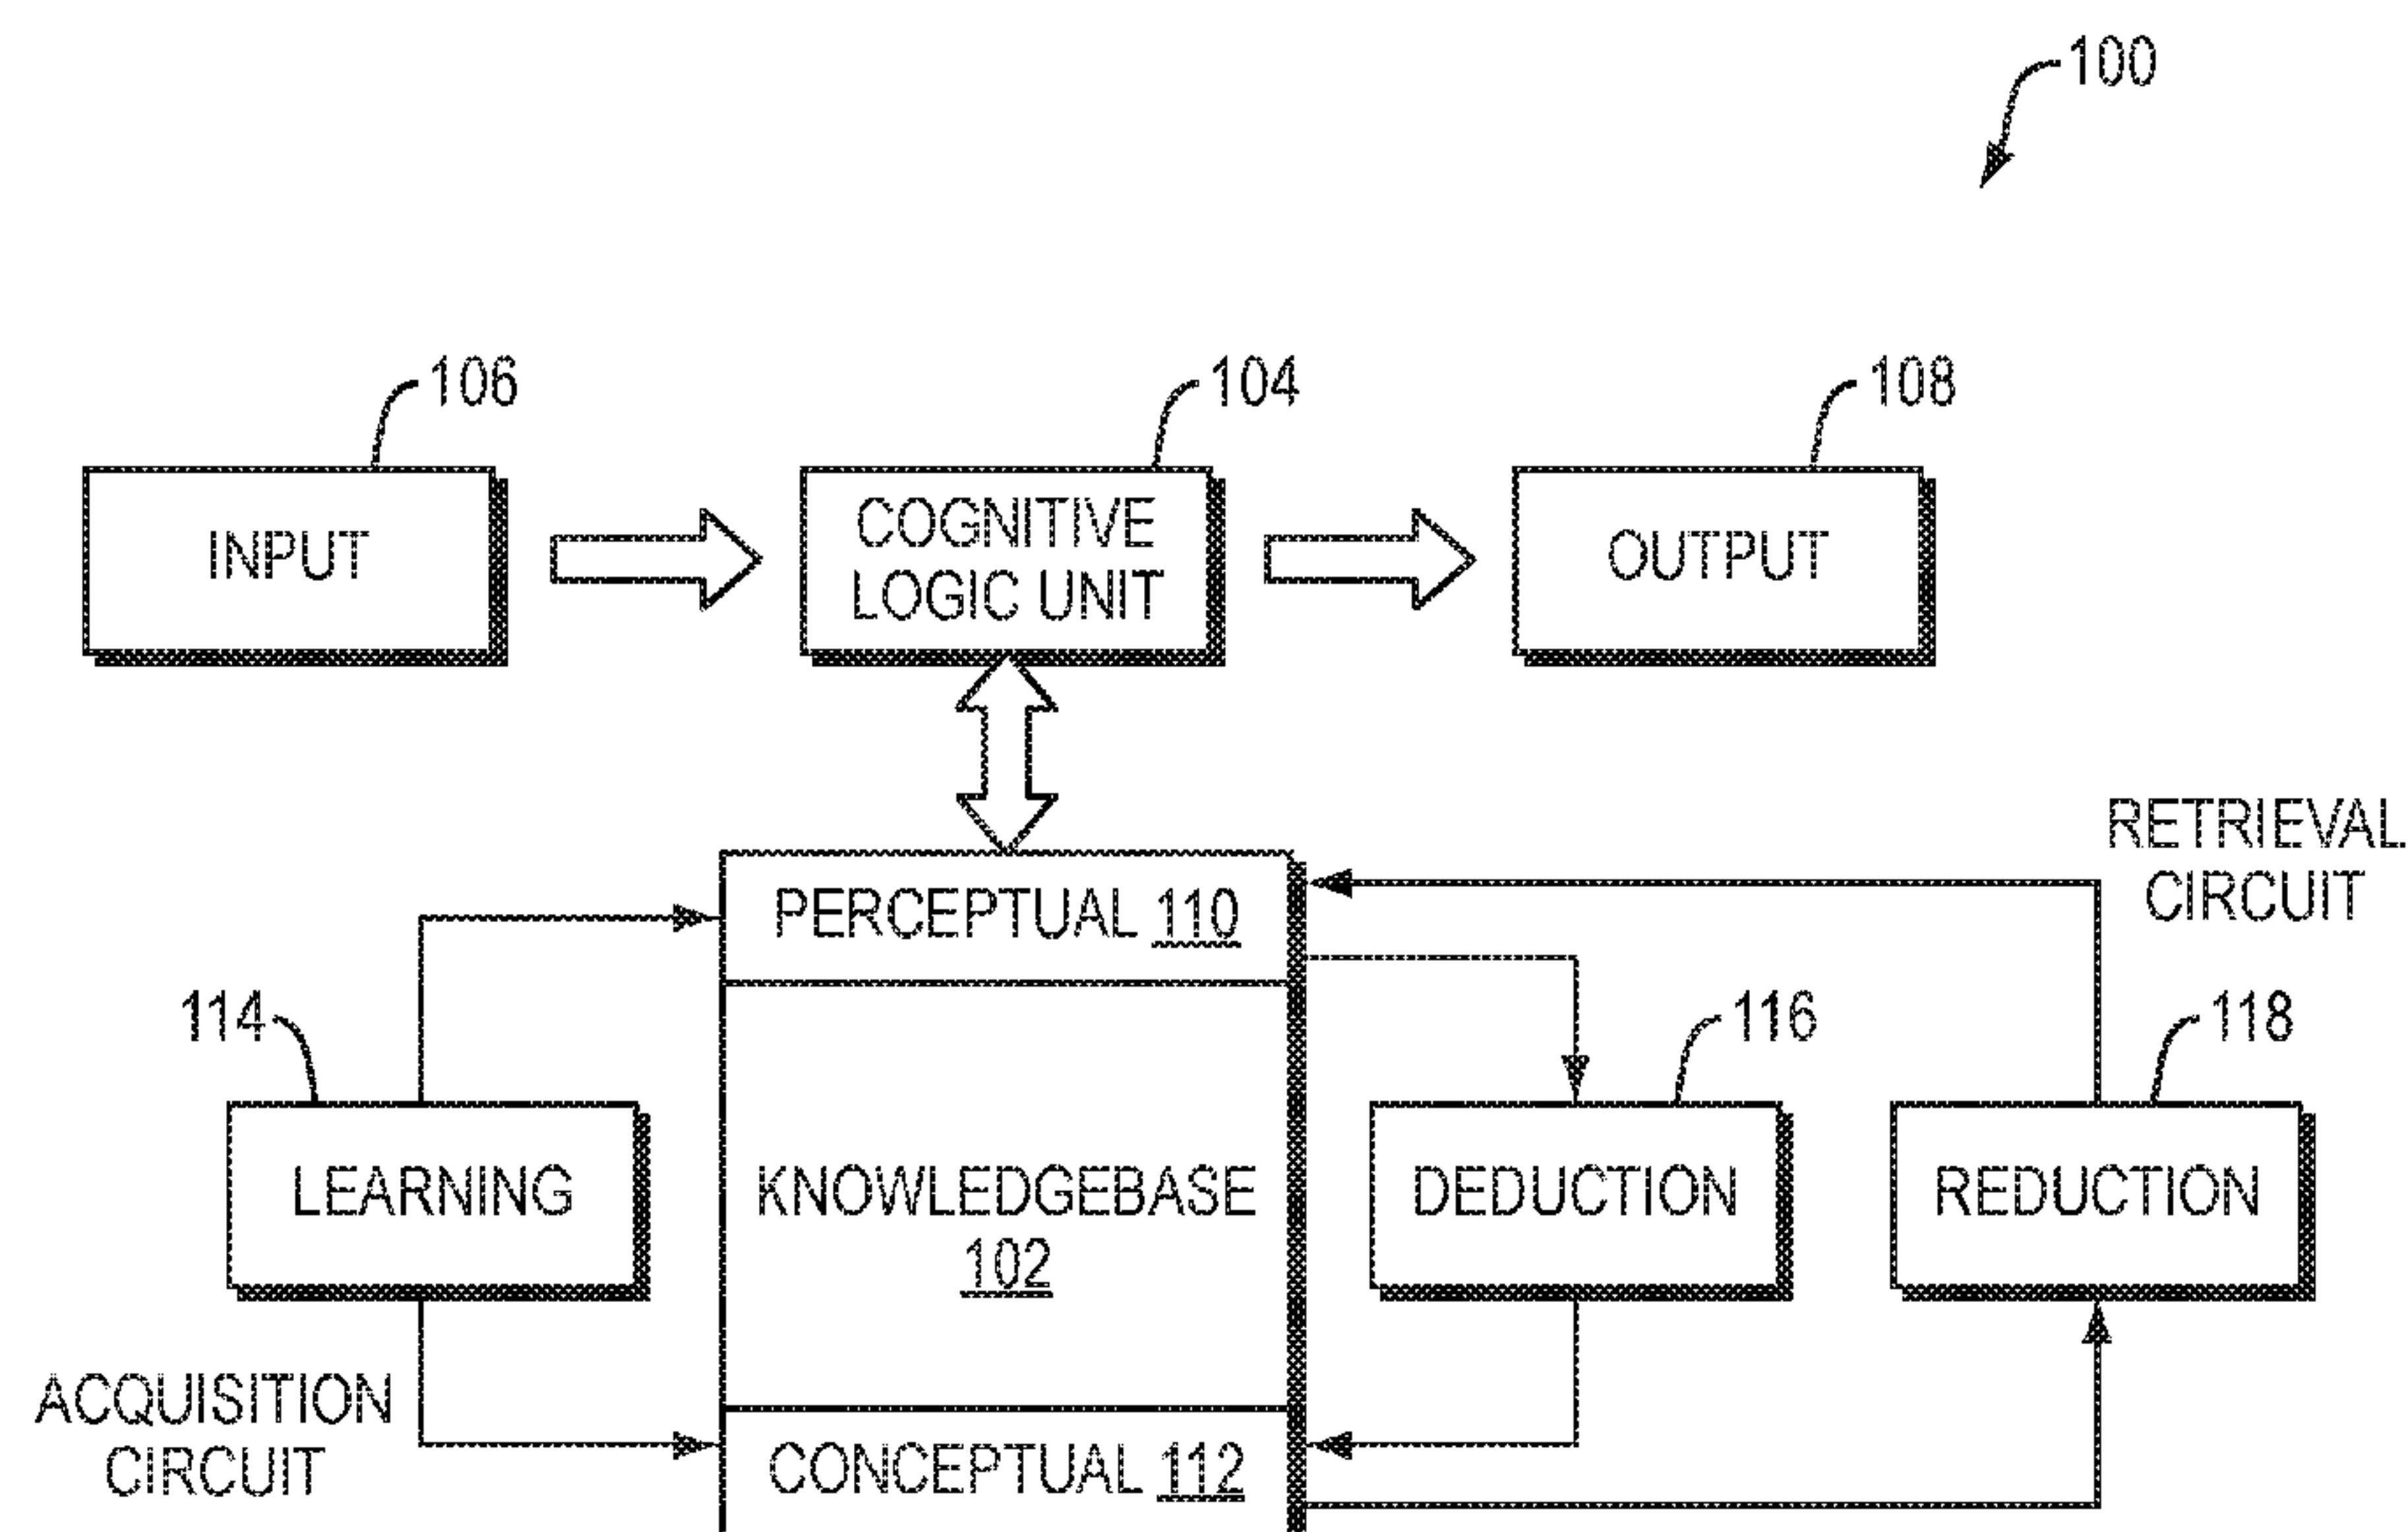 100
106
104
108
INPUT
COGNITIVE
LOGIC UNIT
OUTPUT
RETRIEVAL
CIRCUIT
PERCEPTUAL 110
114
116
118
LEARNING
KNOWLEDGEBASE
102
DEDUCTION
REDUCTION
ACQUISITION
CIRCUIT
CONCEPTUAL 112